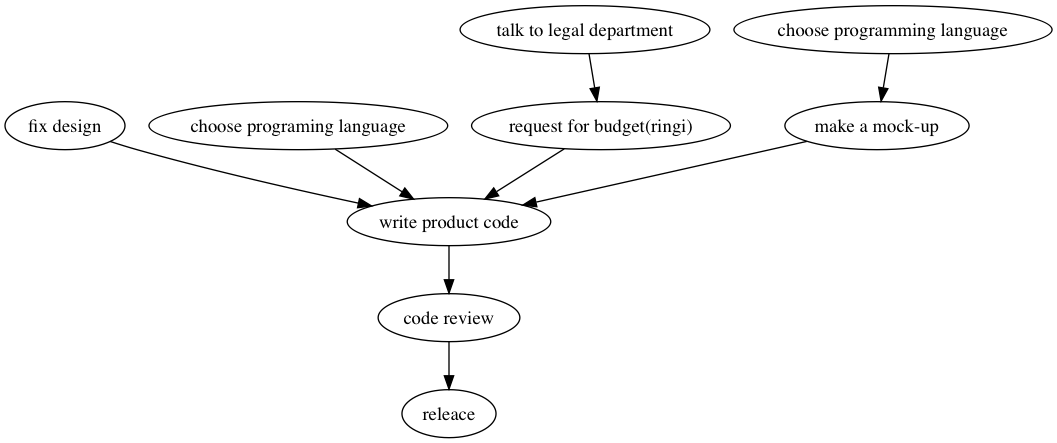 talk to legal department
choose programming language
fix design
choose programing language
request for budget(ringi)
make a mock-up
write product code
code review
releace